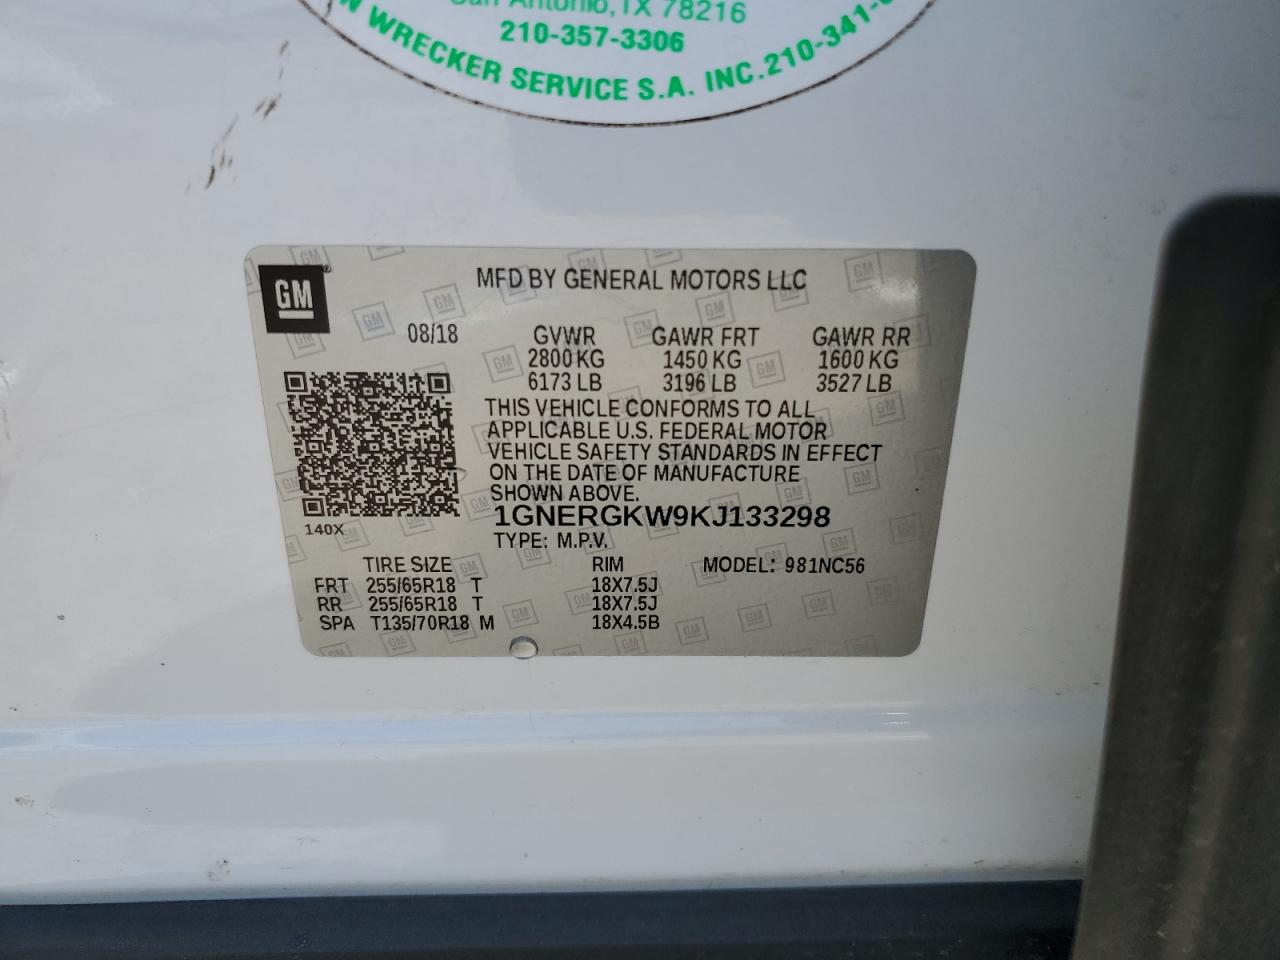 San Antonio, TX 78216
210-357-3306
W WRECKER SERVICE S.A. INC. 210-341-
GM
MFD BY GENERAL MOTORS LLC
08/18 GVWR GAWR FRT GAWR RR
2800 KG 1450 KG 1600 KG
6173 LB 3196 LB 3527 LB
THIS VEHICLE CONFORMS TO ALL
APPLICABLE U.S. FEDERAL MOTOR
VEHICLE SAFETY STANDARDS IN EFFECT
ON THE DATE OF MANUFACTURE
SHOWN ABOVE.
1GNERGKW9KJ133298
140X
TYPE: M.P.V.
TIRE SIZE RIM MODEL: 981NC56
FRT 255/65R18 T 18X7.5J
RR 255/65R18 T 18X7.5J
SPA T135/70R18 M 18X4.5B